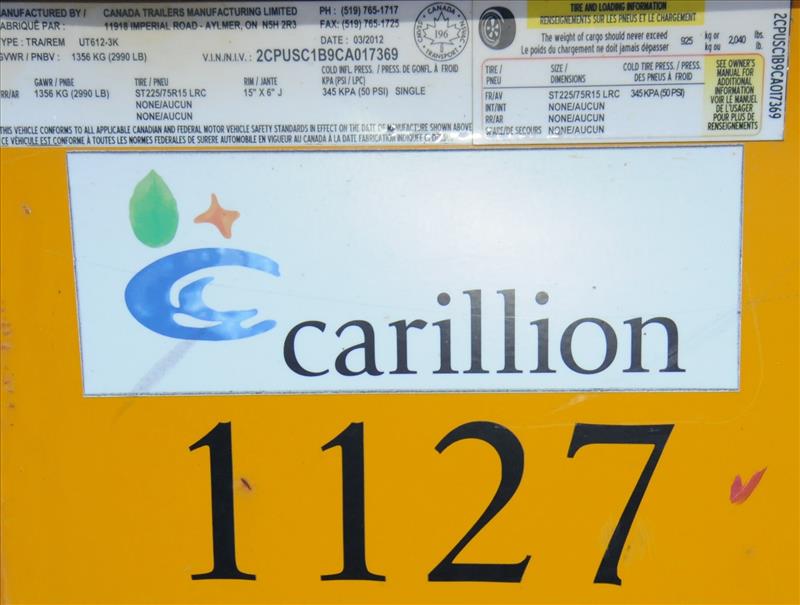 ANUFACTURED BY / CANADA TRAILERS MANUFACTURING LIMITED PH : (519) 765-1717
ABRIQUÉ PAR : 11918 IMPERIAL ROAD - AYLMER, ON N5H 2R3 FAX: (519) 765-1725
TYPE : TRA/REM UT612-3K DATE : 03/2012
GVWR / PNBV : 1356 KG (2990 LB) V.I.N./N.I.V. : 2CPUSC1B9CA017369
GAWR / PNBE TIRE / PNEU RIM / JANTE COLD INFL. PRESS. / PRESS. DE GONFL. À FROID
KPA (PSI / LPC)
RR/AR 1356 KG (2990 LB) ST225/75R15 LRC 15" X 6" J 345 KPA (50 PSI) SINGLE
NONE/AUCUN
NONE/AUCUN
THIS VEHICLE CONFORMS TO ALL APPLICABLE CANADIAN AND FEDERAL MOTOR VEHICLE SAFETY STANDARDS IN EFFECT ON THE DATE OF MANUFACTURE SHOWN ABOVE
CE VÉHICULE EST CONFORME À TOUTES LES NORMES FEDERALES DE SURERE AUTOMOBILE EN VIGUEUR AU CANADA À LA DATE FABRICATION INDIQUEE
CANADA
196
TRANSPORT
TIRE AND LOADING INFORMATION
RENSEIGNEMENTS SUR LES PNEUS ET LE CHARGEMENT
The weight of cargo should never exceed 925 kg or 2,040 lbs.
Le poids du chargement ne doit jamais dépasser kg ou lb.
TIRE / PNEU SIZE / DIMENSIONS COLD TIRE PRESS. / PRESS. DES PNEUS À FROID
FR/AV ST225/75R15 LRC 345 KPA (50 PSI)
INT/INT NONE/AUCUN
RR/AR NONE/AUCUN
DE SECOURS NONE/AUCUN
SEE OWNER'S
MANUAL FOR
ADDITIONAL
INFORMATION
VOIR LE MANUEL
DE L'USAGER
POUR PLUS DE
RENSEIGNEMENTS
2CPUSC1B9CA017369
carillion
1127